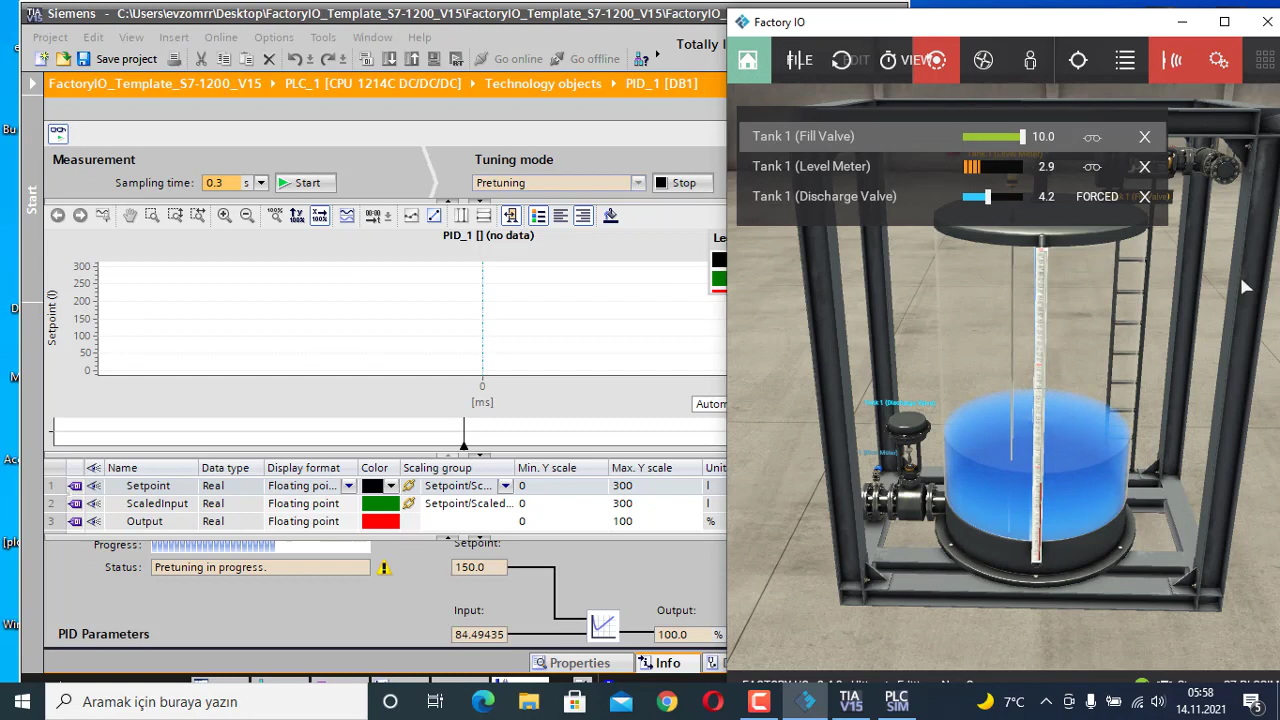 Siemens - C:\Users\evzomrr\Desktop\FactoryIO_Template_S7-1200_V15\FactoryIO_Template_S7-1200_V15\FactoryIO_
Project Edit View Insert Online Options Tools Window Help
Save project Go online Go offline Totally I
FactoryIO_Template_S7-1200_V15 PLC_1 [CPU 1214C DC/DC/DC] Technology objects PID_1 [DB1]
Start
Measurement Tuning mode
Sampling time: 0.3 s Start Pretuning Stop
PID_1 [] (no data)
Setpoint (l)
300
250
200
150
100
50
0
0
[ms]
Name Data type Display format Color Scaling group Min. Y scale Max. Y scale Unit
1 Setpoint Real Floating poi... Setpoint/Sc... 0 300 l
2 ScaledInput Real Floating point Setpoint/Scaled... 0 300 l
3 Output Real Floating point 0 100 %
Progress: Setpoint:
Status: Pretuning in progress. 150.0
Input: Output:
84.49435 100.0 %
PID Parameters
Properties Info
Factory IO
FILE EDIT VIEW
Tank 1 (Fill Valve) 10.0
Tank 1 (Level Meter) 2.9
Tank 1 (Discharge Valve) 4.2 FORCED
Aramak için buraya yazın
TIA V15
PLC SIM
7°C
05:58
14.11.2021
5